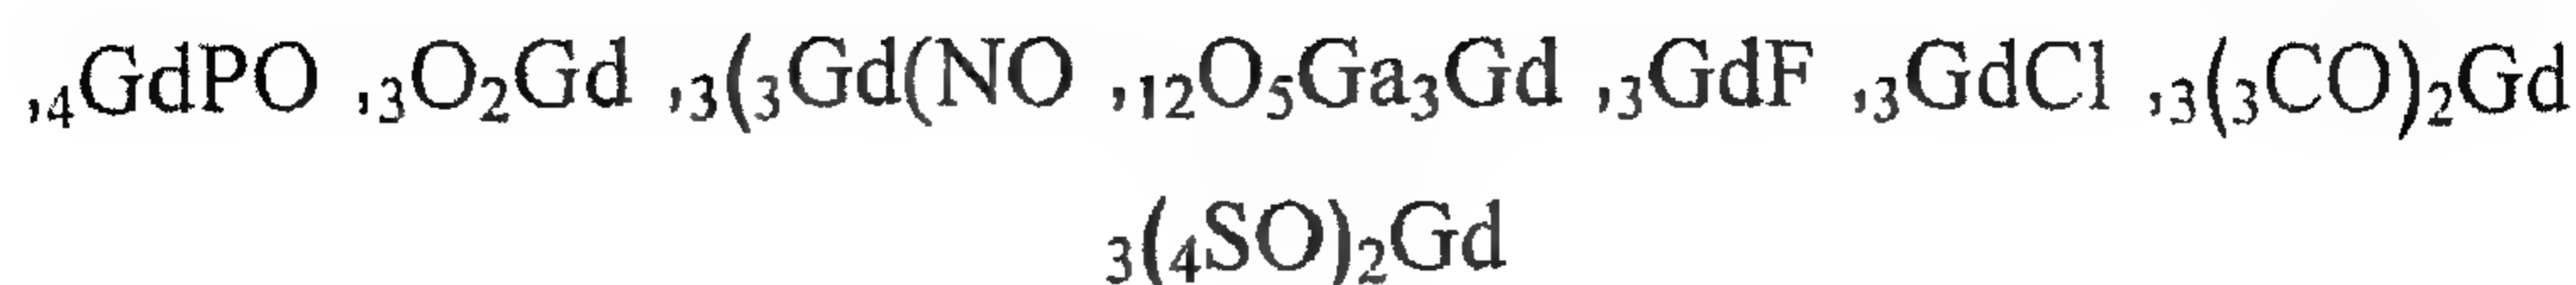 ,₄GdPO ,₃O₂Gd ,₃(₃Gd(NO ,₁₂O₅Ga₃Gd ,₃GdF ,₃GdCl ,₃(₃CO)₂Gd
₃(₄SO)₂Gd